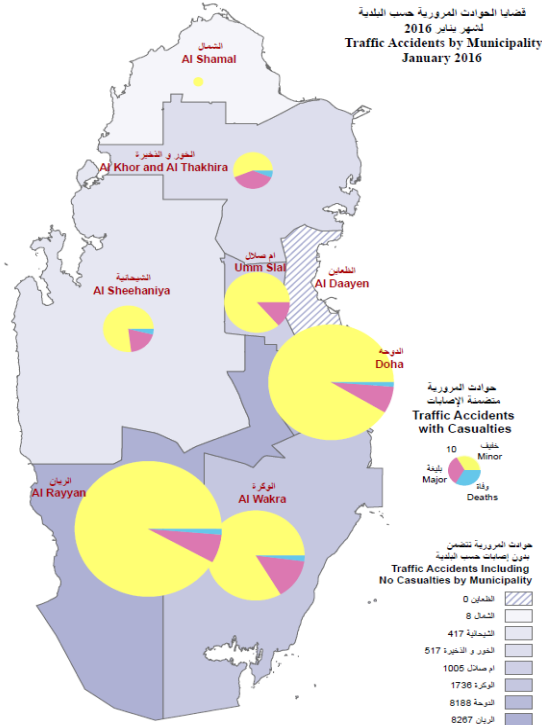 قضايا الحوادث المرورية حسب البلدية
لشهر يناير 2016
Traffic Accidents by Municipality
January 2016
الشمال
Al Shamal
الخور و الذخيرة
Al Khor and Al Thakhira
ام صلال
Umm Slal
الظعاين
Al Daayen
الشيحانية
Al Sheehaniya
الدوحه
Doha
حوادث المرورية
متضمنة الإصابات
Traffic Accidents
with Casualties
خفيف
Minor
10
بليغة
Major
وفاة
Deaths
الريان
Al Rayyan
الوكرة
Al Wakra
حوادث المرورية تتضمن
بدون إصابات حسب البلدية
Traffic Accidents Including
No Casualties by Municipality
الظعاين 0
الشمال 8
الشيحانية 417
الخور و الذخيرة 517
ام صلال 1005
الوكرة 1736
الدوحة 8188
الريان 8267